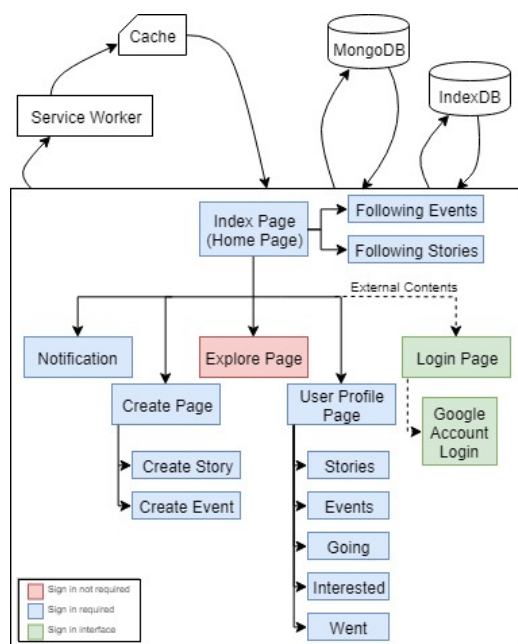 Cache
MongoDB
IndexDB
Service Worker
Index Page
(Home Page)
Following Events
Following Stories
External Contents
Notification
Explore Page
Login Page
Create Page
User Profile
Page
Google
Account
Login
Create Story
Stories
Create Event
Events
Going
Interested
Went
Sign in not required
Sign in required
Sign in interface